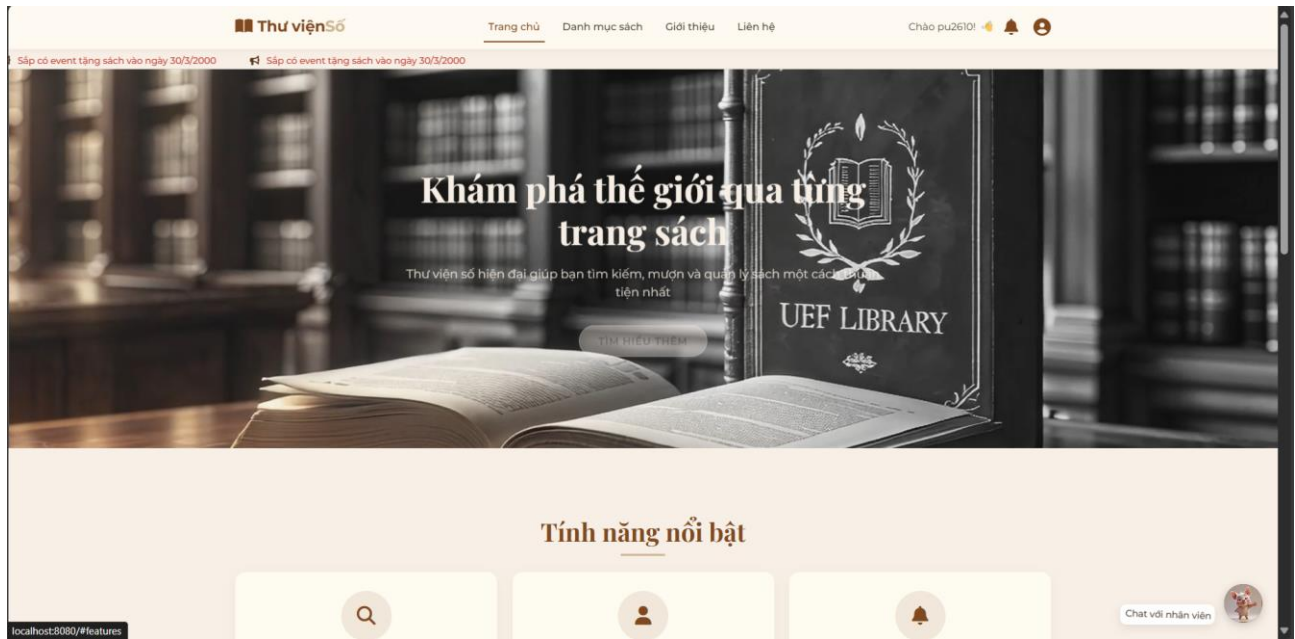 Thư việnSố
Trang chủ Danh mục sách Giới thiệu Liên hệ
Chào pu2610!
Sắp có event tặng sách vào ngày 30/3/2000 Sắp có event tặng sách vào ngày 30/3/2000
Khám phá thế giới qua từng
trang sách
Thư viện số hiện đại giúp bạn tìm kiếm, mượn và quản lý sách một cách thuận
tiện nhất
TÌM HIỂU THÊM
UEF LIBRARY
Tính năng nổi bật
Chat với nhân viên
localhost:8080/#features